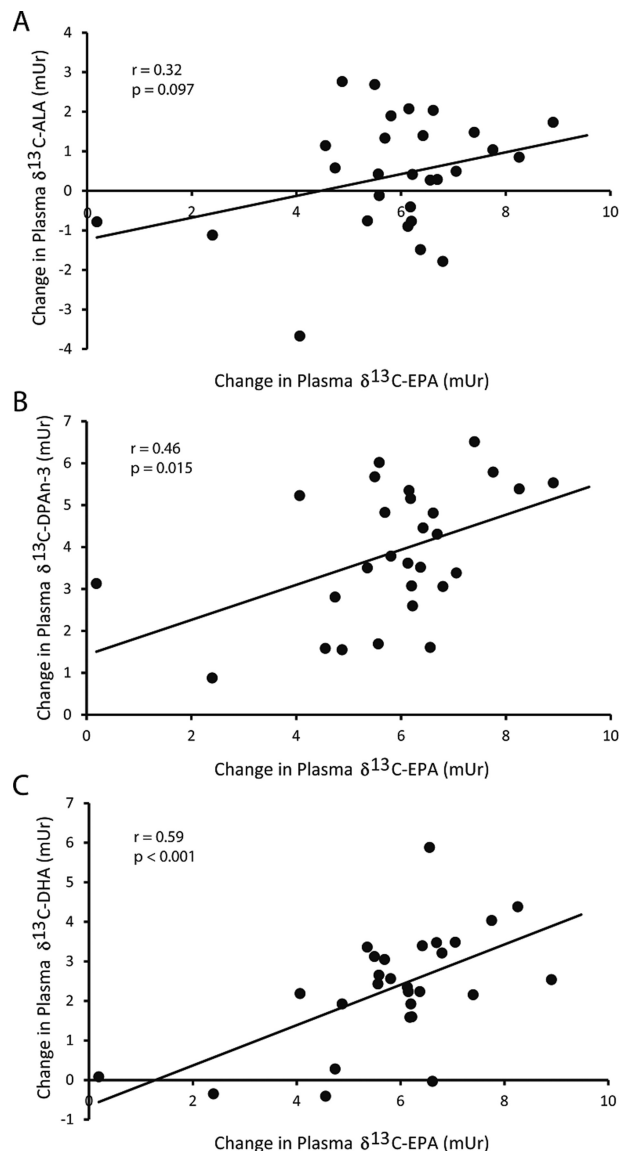 A
r = 0.32
p = 0.097
Change in Plasma δ13C-ALA (mUr)
4
3
2
1
0
-1
-2
-3
-4
0 2 4 6 8 10
Change in Plasma δ13C-EPA (mUr)
B
r = 0.46
p = 0.015
Change in Plasma δ13C-DPAn-3 (mUr)
7
6
5
4
3
2
1
0
0 2 4 6 8 10
Change in Plasma δ13C-EPA (mUr)
C
r = 0.59
p < 0.001
Change in Plasma δ13C-DHA (mUr)
7
6
5
4
3
2
1
0
-1
0 2 4 6 8 10
Change in Plasma δ13C-EPA (mUr)